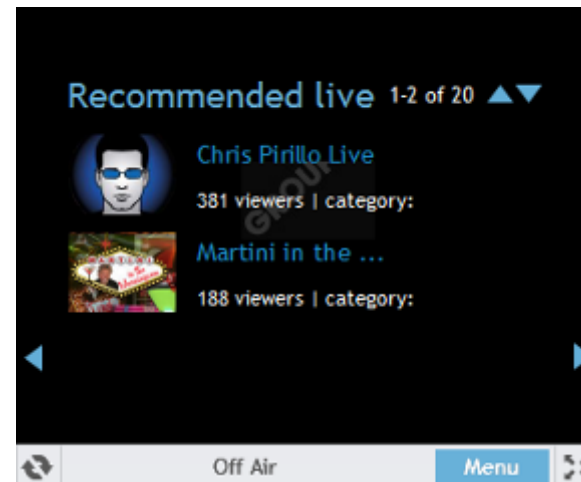 Recommended live 1-2 of 20
Chris Pirillo Live
381 viewers | category:
GROUP
Martini in the ...
188 viewers | category:
Off Air Menu